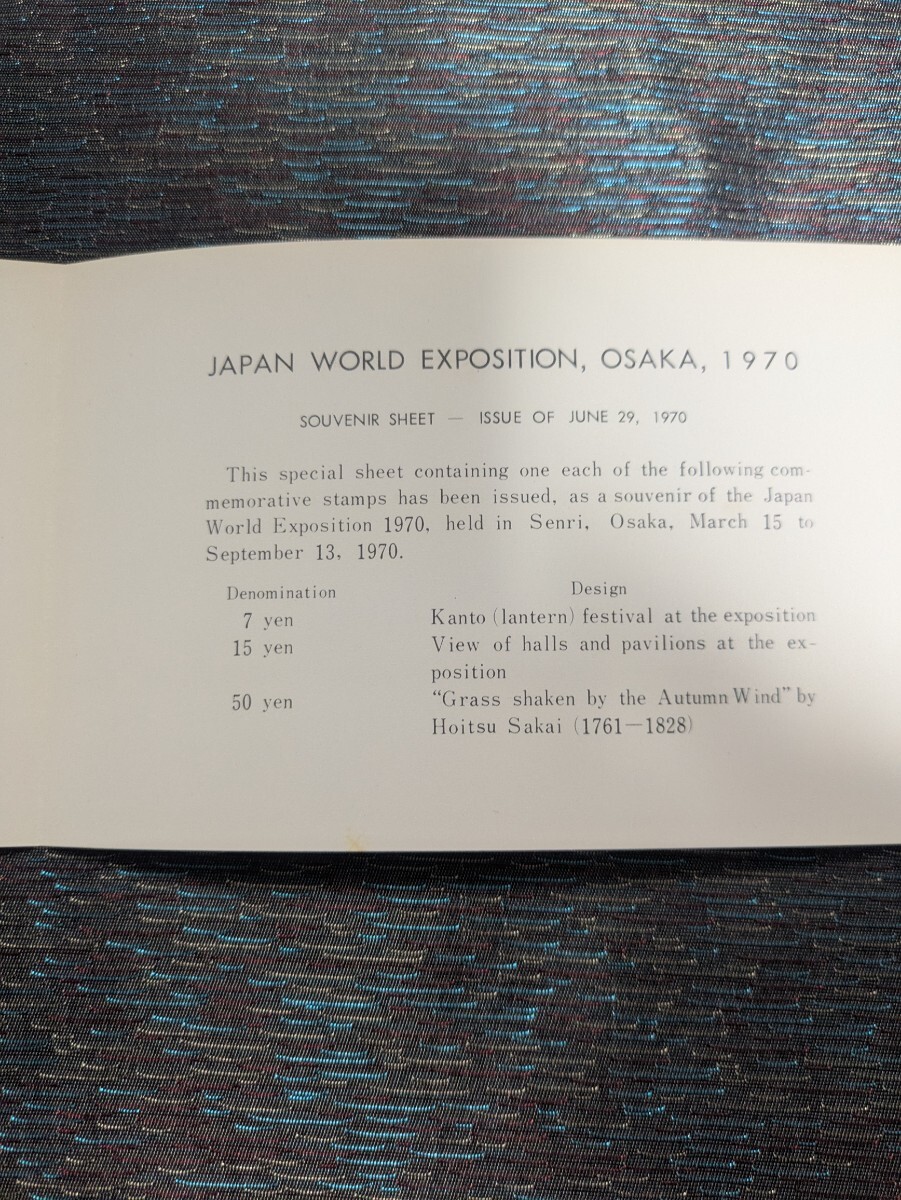 JAPAN WORLD EXPOSITION, OSAKA, 1970
SOUVENIR SHEET — ISSUE OF JUNE 29, 1970
This special sheet containing one each of the following com-
memorative stamps has been issued, as a souvenir of the Japan
World Exposition 1970, held in Senri, Osaka, March 15 to
September 13, 1970.
Denomination Design
7 yen Kanto (lantern) festival at the exposition
15 yen View of halls and pavilions at the ex-
position
50 yen “Grass shaken by the Autumn Wind” by
Hoitsu Sakai (1761—1828)